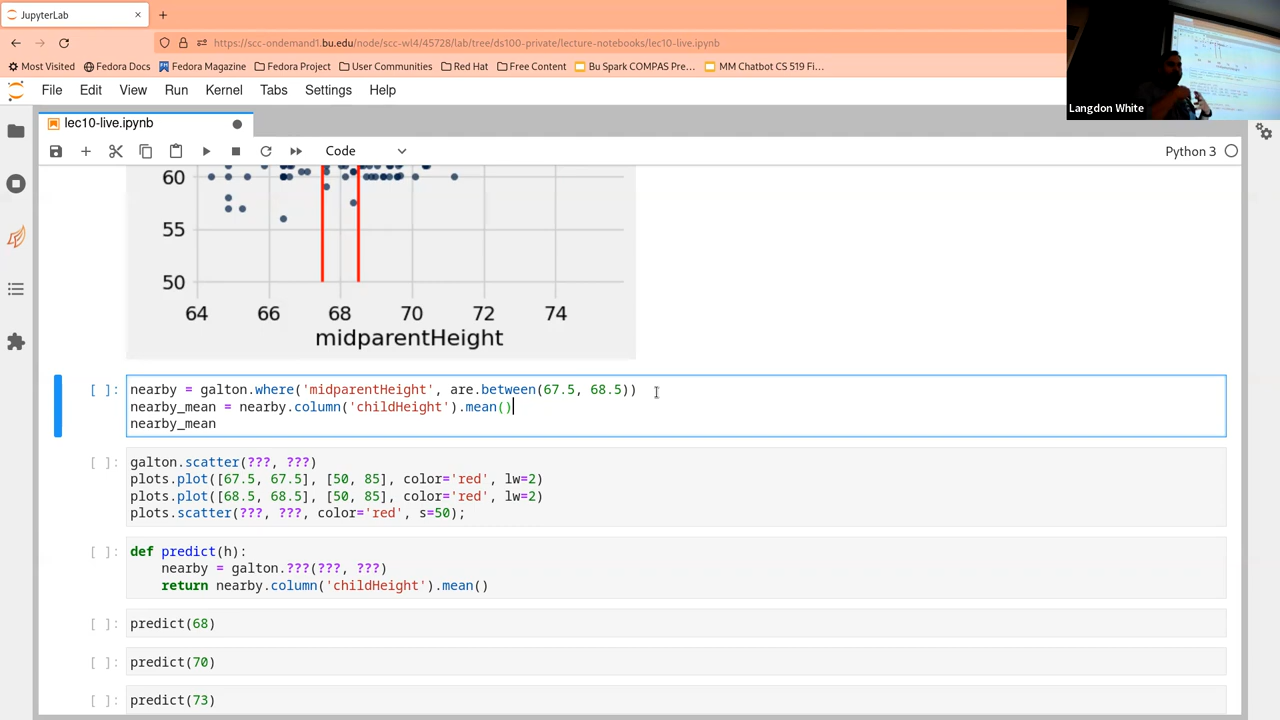 JupyterLab
https://scc-ondemand1.bu.edu/node/scc-wl4/45728/lab/tree/ds100-private/lecture-notebooks/lec10-live.ipynb
Most Visited Fedora Docs Fedora Magazine Fedora Project User Communities Red Hat Free Content Bu Spark COMPAS Pre… MM Chatbot CS 519 Fi…
Langdon White
File Edit View Run Kernel Tabs Settings Help
lec10-live.ipynb
Code
Python 3
60
55
50
64 66 68 70 72 74
midparentHeight
[ ]: nearby = galton.where('midparentHeight', are.between(67.5, 68.5))
nearby_mean = nearby.column('childHeight').mean()
nearby_mean
[ ]: galton.scatter(???, ???)
plots.plot([67.5, 67.5], [50, 85], color='red', lw=2)
plots.plot([68.5, 68.5], [50, 85], color='red', lw=2)
plots.scatter(???, ???, color='red', s=50);
[ ]: def predict(h):
nearby = galton.???(???, ???)
return nearby.column('childHeight').mean()
[ ]: predict(68)
[ ]: predict(70)
[ ]: predict(73)